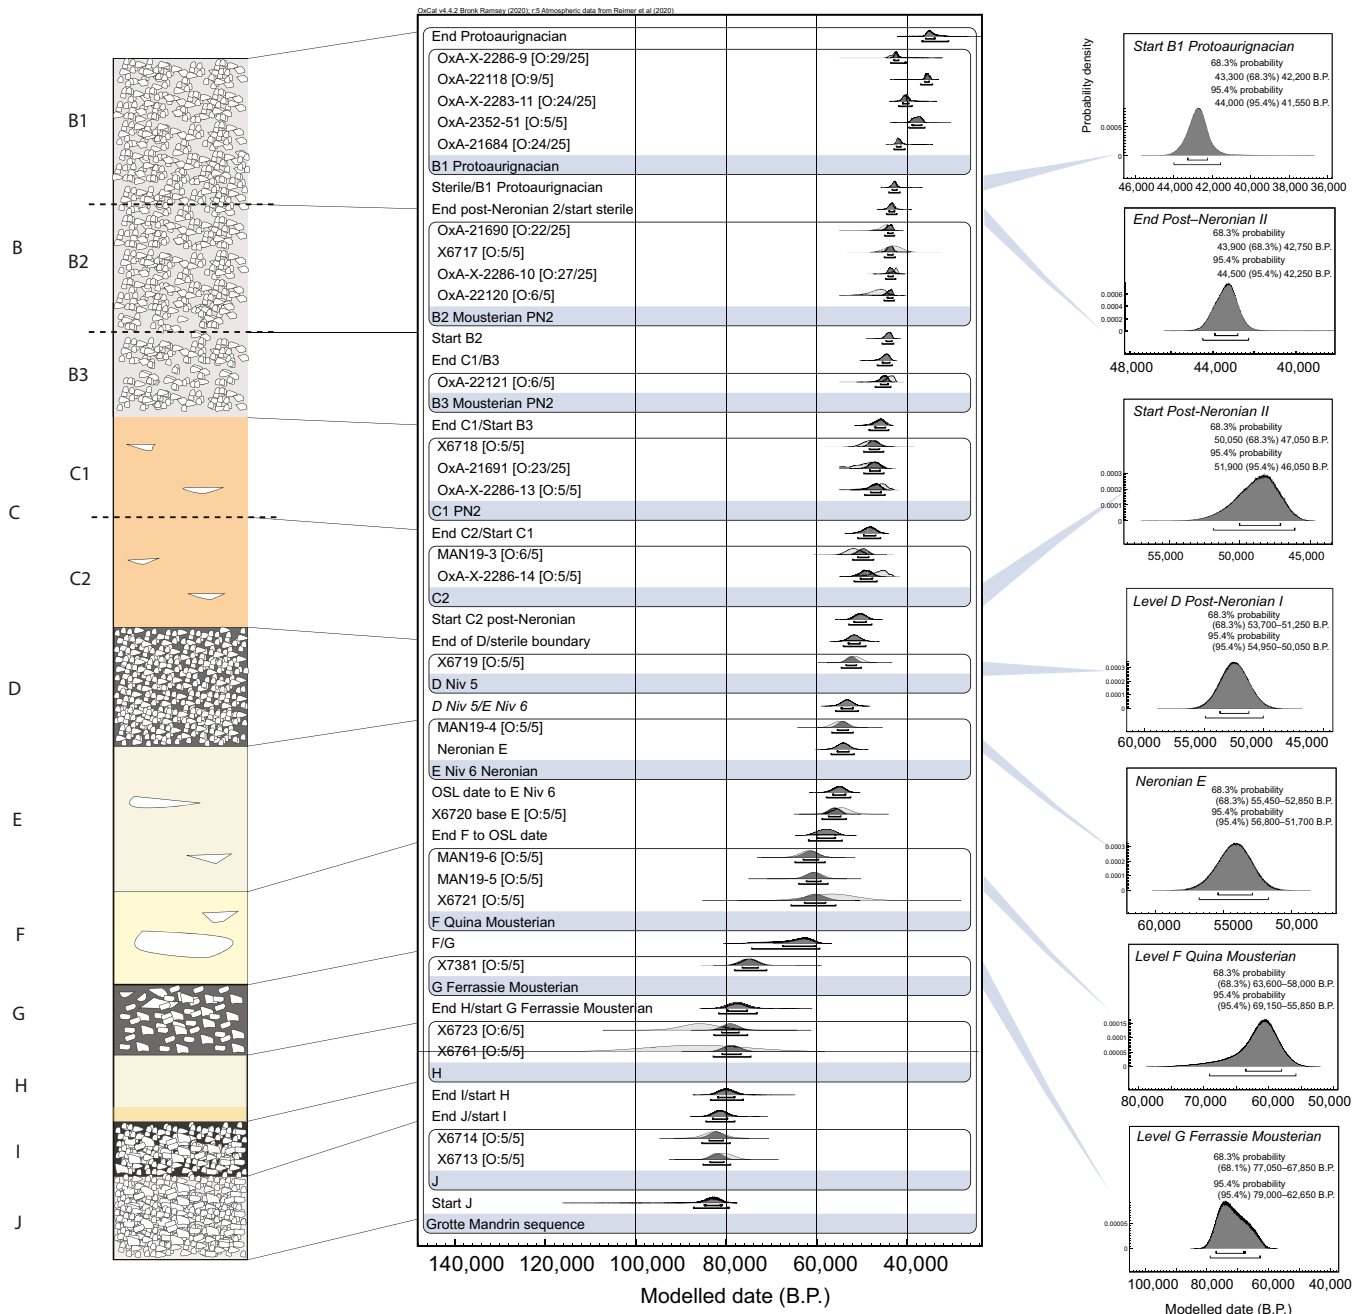 OxCal v4.4.2 Bronk Ramsey (2020); r:5 Atmospheric data from Reimer et al (2020)
B1
B
B2
B3
C1
C
C2
D
E
F
G
H
I
J
End Protoaurignacian
OxA-X-2286-9 [O:29/25]
OxA-22118 [O:9/5]
OxA-X-2283-11 [O:24/25]
OxA-2352-51 [O:5/5]
OxA-21684 [O:24/25]
B1 Protoaurignacian
Sterile/B1 Protoaurignacian
End post-Neronian 2/start sterile
OxA-21690 [O:22/25]
X6717 [O:5/5]
OxA-X-2286-10 [O:27/25]
OxA-22120 [O:6/5]
B2 Mousterian PN2
Start B2
End C1/B3
OxA-22121 [O:6/5]
B3 Mousterian PN2
End C1/Start B3
X6718 [O:5/5]
OxA-21691 [O:23/25]
OxA-X-2286-13 [O:5/5]
C1 PN2
End C2/Start C1
MAN19-3 [O:6/5]
OxA-X-2286-14 [O:5/5]
C2
Start C2 post-Neronian
End of D/sterile boundary
X6719 [O:5/5]
D Niv 5
D Niv 5/E Niv 6
MAN19-4 [O:5/5]
Neronian E
E Niv 6 Neronian
OSL date to E Niv 6
X6720 base E [O:5/5]
End F to OSL date
MAN19-6 [O:5/5]
MAN19-5 [O:5/5]
X6721 [O:5/5]
F Quina Mousterian
F/G
X7381 [O:5/5]
G Ferrassie Mousterian
End H/start G Ferrassie Mousterian
X6723 [O:6/5]
X6761 [O:5/5]
H
End I/start H
End J/start I
X6714 [O:5/5]
X6713 [O:5/5]
J
Start J
Grotte Mandrin sequence
140,000 100,000 80,000 60,000 40,000
Modelled date (B.P.)
Probability density
Start B1 Protoaurignacian
68.3% probability
43,300 (68.3%) 42,200 B.P.
95.4% probability
44,000 (95.4%) 41,550 B.P.
0.0005
0
46,000 44,000 42,000 40,000 38,000 36,000
End Post–Neronian II
68.3% probability
43,900 (68.3%) 42,750 B.P.
95.4% probability
44,500 (95.4%) 42,250 B.P.
0.0006
0.0004
0.0002
0
48,000 44,000 40,000
Start Post-Neronian II
68.3% probability
50,050 (68.3%) 47,050 B.P.
95.4% probability
51,900 (95.4%) 46,050 B.P.
0.0003
0.0002
0.0001
0
55,000 50,000 45,000
Level D Post-Neronian I
68.3% probability
(68.3%) 53,700–51,250 B.P.
95.4% probability
(95.4%) 54,950–50,050 B.P.
0.0003
0.0002
0.0001
0
60,000 55,000 50,000 45,000
Neronian E
68.3% probability
(68.3%) 55,450–52,850 B.P.
95.4% probability
(95.4%) 56,800–51,700 B.P.
0.0003
0.0002
0.0001
0
60,000 55,000 50,000
Level F Quina Mousterian
68.3% probability
(68.3%) 63,600–58,000 B.P.
95.4% probability
(95.4%) 69,150–55,850 B.P.
0.00015
0.0001
0.00005
0
80,000 70,000 60,000 50,000
Level G Ferrassie Mousterian
68.3% probability
(68.1%) 77,050–67,850 B.P.
95.4% probability
(95.4%) 79,000–62,650 B.P.
0.00005
0
100,000 80,000 60,000 40,000